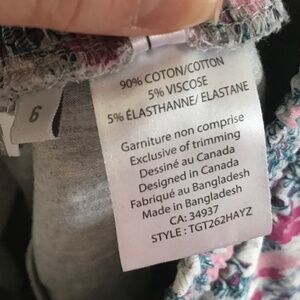 6
90% COTON/COTTON
5% VISCOSE
5% ÉLASTHANNE/ ELASTANE
Garniture non comprise
Exclusive of trimming
Dessiné au Canada
Designed in Canada
Fabriqué au Bangladesh
Made in Bangladesh
CA: 34937
STYLE : TGT262HAYZ